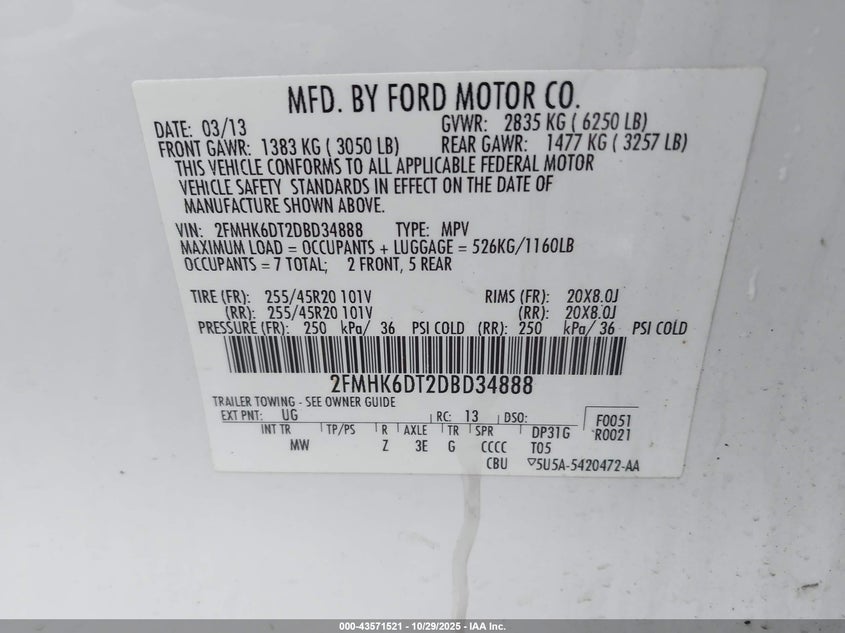 MFD. BY FORD MOTOR CO.
DATE: 03/13 GVWR: 2835 KG ( 6250 LB)
FRONT GAWR: 1383 KG ( 3050 LB) REAR GAWR: 1477 KG ( 3257 LB)
THIS VEHICLE CONFORMS TO ALL APPLICABLE FEDERAL MOTOR
VEHICLE SAFETY STANDARDS IN EFFECT ON THE DATE OF
MANUFACTURE SHOWN ABOVE.
VIN: 2FMHK6DT2DBD34888 TYPE: MPV
MAXIMUM LOAD = OCCUPANTS + LUGGAGE = 526KG/1160LB
OCCUPANTS = 7 TOTAL; 2 FRONT, 5 REAR
TIRE (FR): 255/45R20 101V RIMS (FR): 20X8.0J
(RR): 255/45R20 101V (RR): 20X8.0J
PRESSURE (FR): 250 kPa/ 36 PSI COLD (RR): 250 kPa/ 36 PSI COLD
2FMHK6DT2DBD34888
TRAILER TOWING - SEE OWNER GUIDE
EXT PNT: UG RC: 13 DSO: F0051
INT TR TP/PS R AXLE TR SPR DP31G R0021
MW Z 3E G CCCC T05
CBU ▽5U5A-5420472-AA
000-43571521 - 10/29/2025 - IAA Inc.